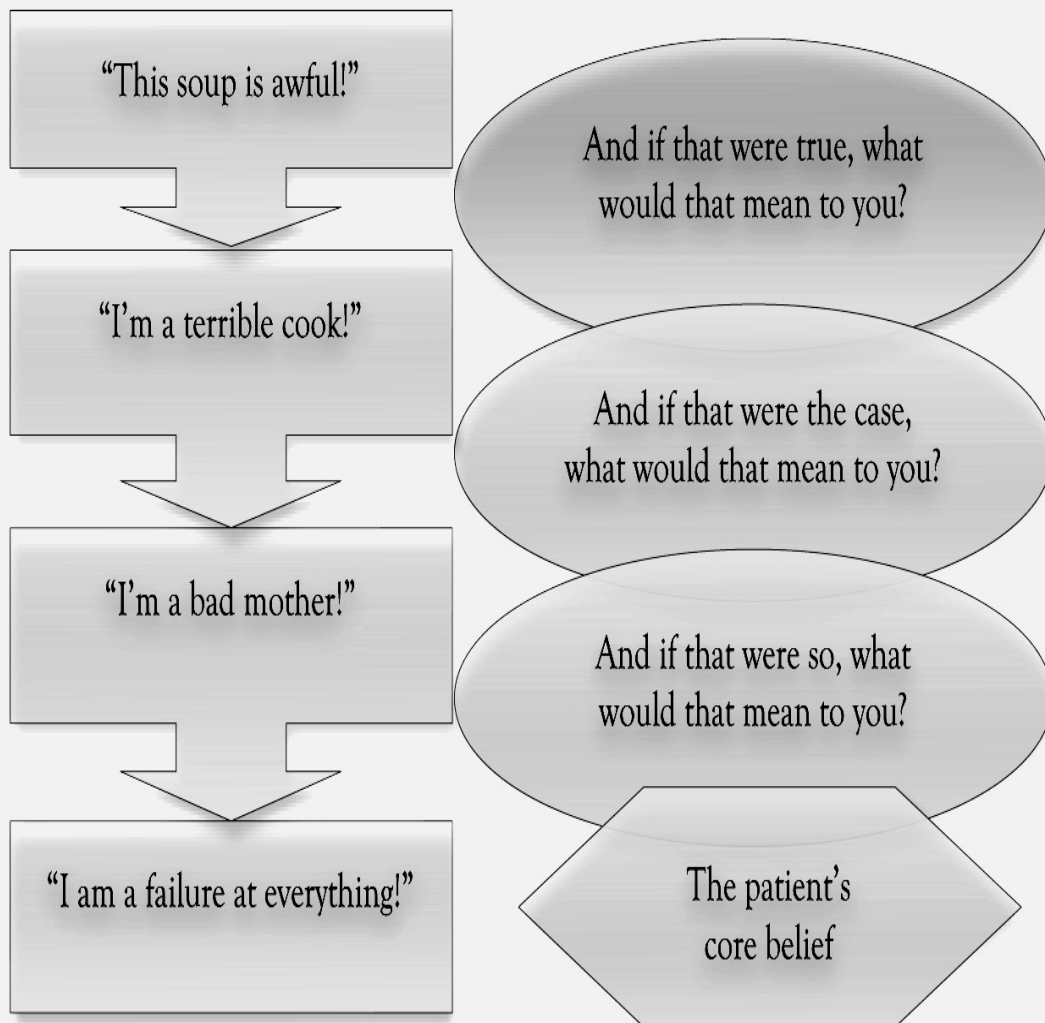 “This soup is awful!”
And if that were true, what
would that mean to you?
“I’m a terrible cook!”
And if that were the case,
what would that mean to you?
“I’m a bad mother!”
And if that were so, what
would that mean to you?
“I am a failure at everything!”
The patient’s
core belief